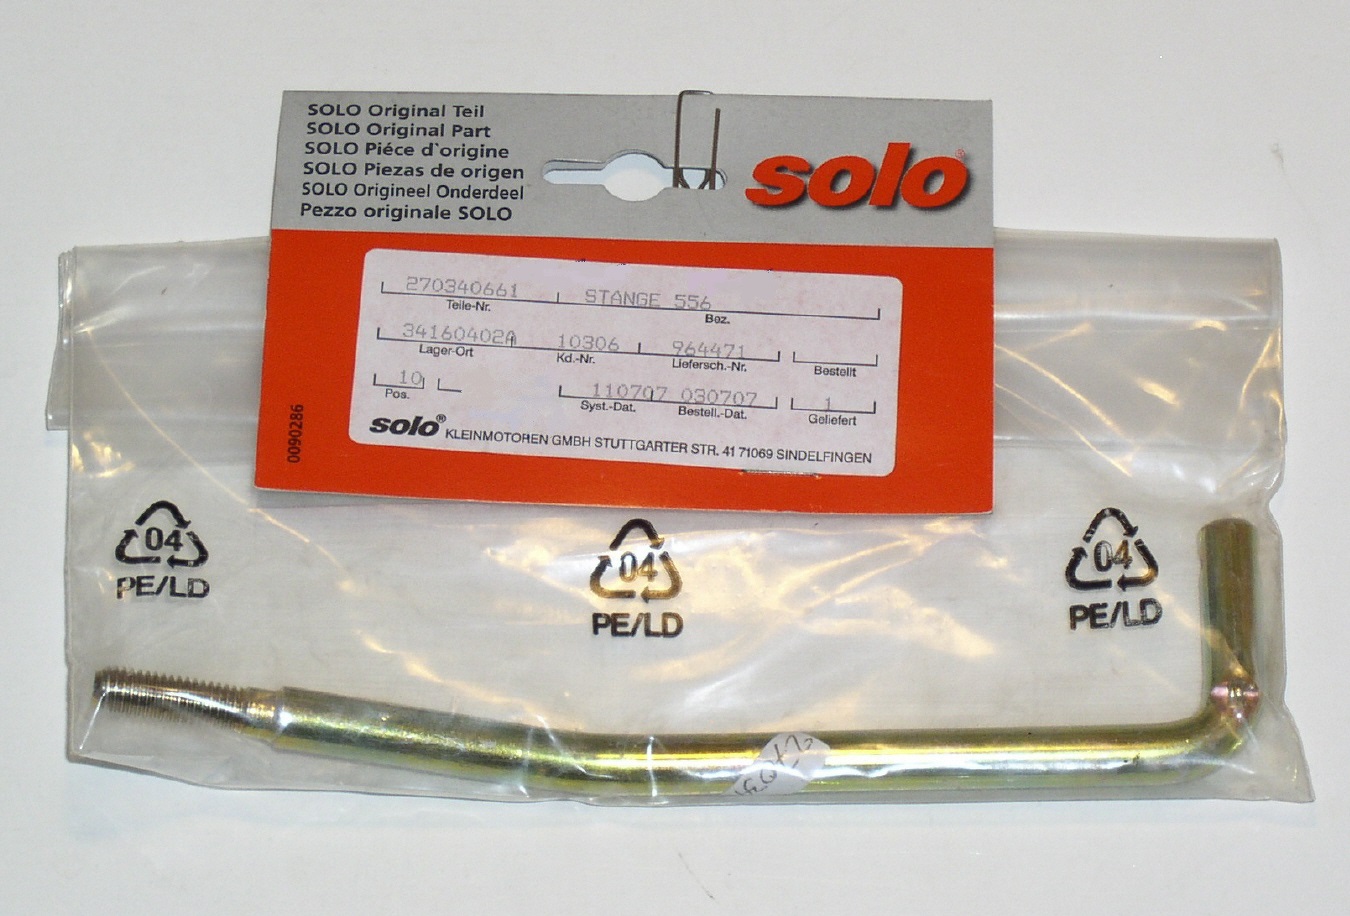 SOLO Original Teil
SOLO Original Part
SOLO Piéce d`origine
SOLO Piezas de origen
SOLO Origineel Onderdeel
Pezzo originale SOLO
solo®
270340661 STANGE 556
Teile-Nr. Bez.
34160402A 10306 964471
Lager-Ort Kd.-Nr. Liefersch.-Nr. Bestellt
10 110707 030707 1
Pos. Syst.-Dat. Bestell.-Dat. Geliefert
solo® KLEINMOTOREN GMBH STUTTGARTER STR. 41 71069 SINDELFINGEN
0090286
04
PE/LD
04
PE/LD
04
PE/LD